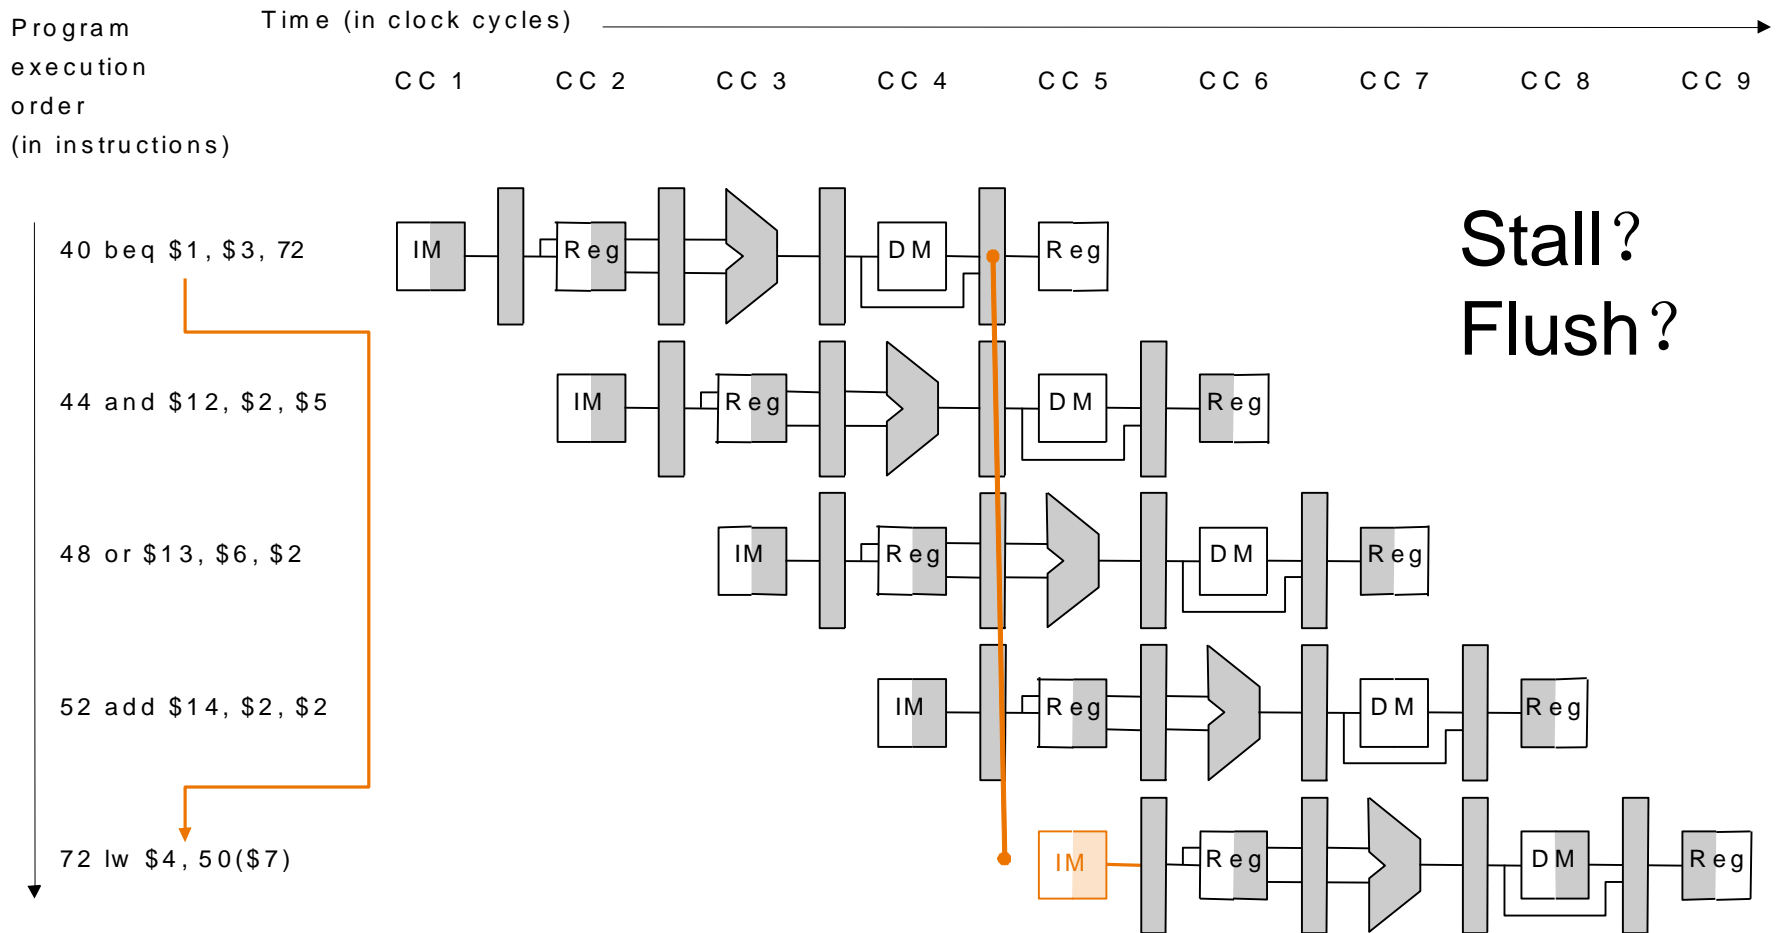 Program
execution
order
(in instructions)
Time (in clock cycles)
CC 1 CC 2 CC 3 CC 4 CC 5 CC 6 CC 7 CC 8 CC 9
40 beq $1, $3, 72
IM Reg DM Reg
Stall?
Flush?
44 and $12, $2, $5
IM Reg DM Reg
48 or $13, $6, $2
IM Reg DM Reg
52 add $14, $2, $2
IM Reg DM Reg
72 lw $4, 50($7)
IM Reg DM Reg